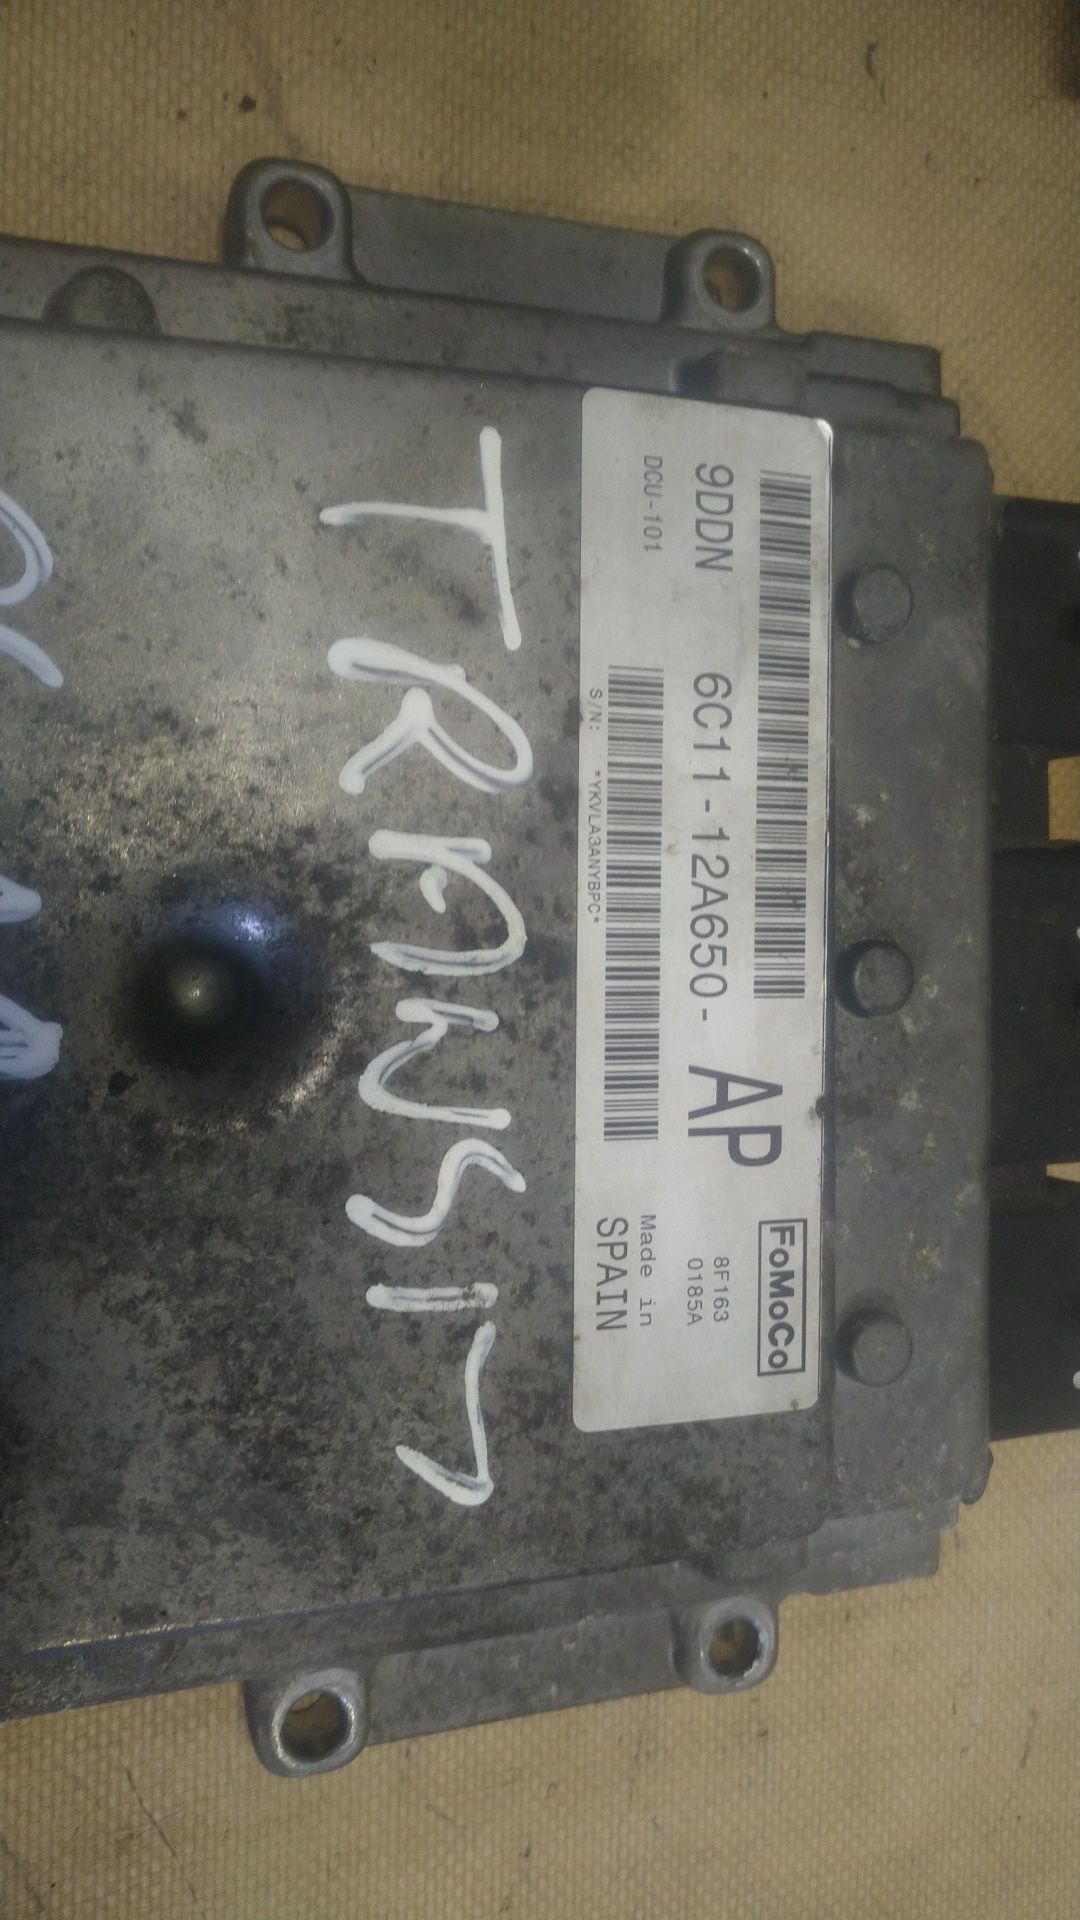 FoMoCo
9DDN 6C11-12A650- AP
8F163
0185A
DCU-101
Made in
SPAIN
S/N: *YKVLA3ANYBPC*
TRANSIT